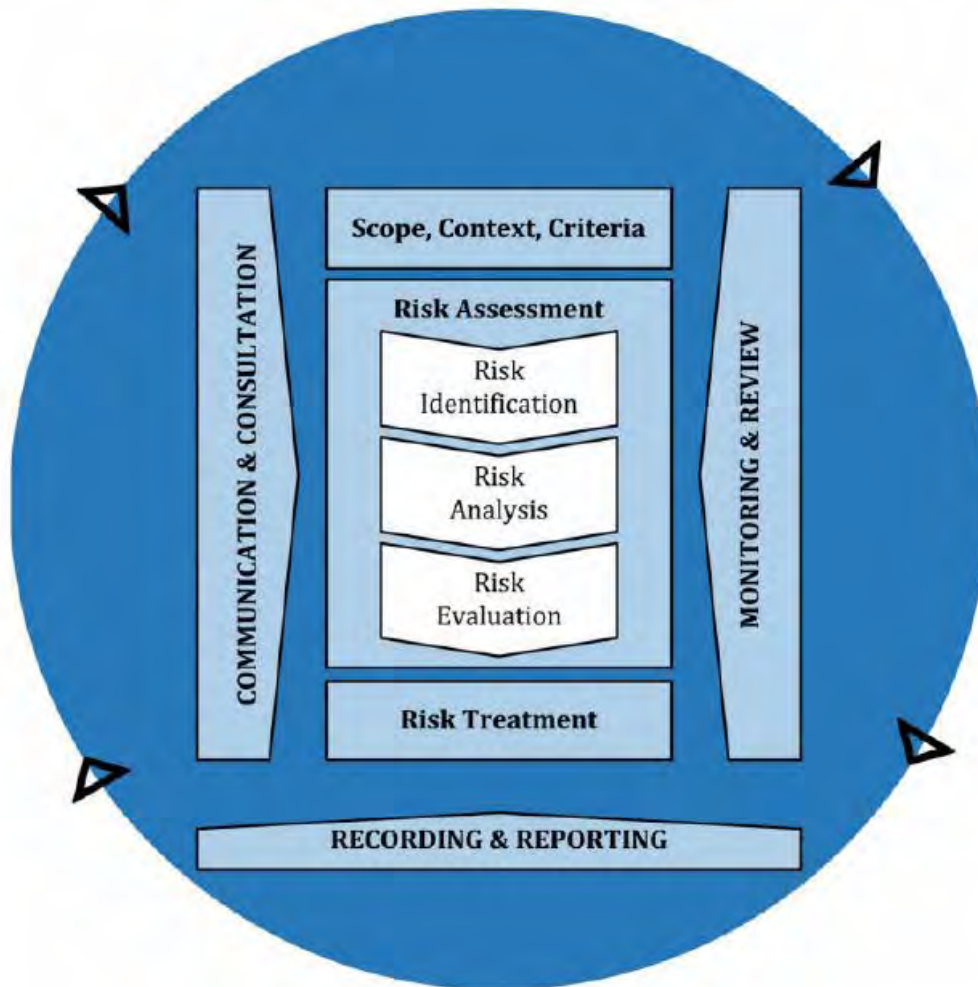 Scope, Context, Criteria
COMMUNICATION & CONSULTATION
Risk Assessment
Risk
Identification
Risk
Analysis
Risk
Evaluation
MONITORING & REVIEW
Risk Treatment
RECORDING & REPORTING